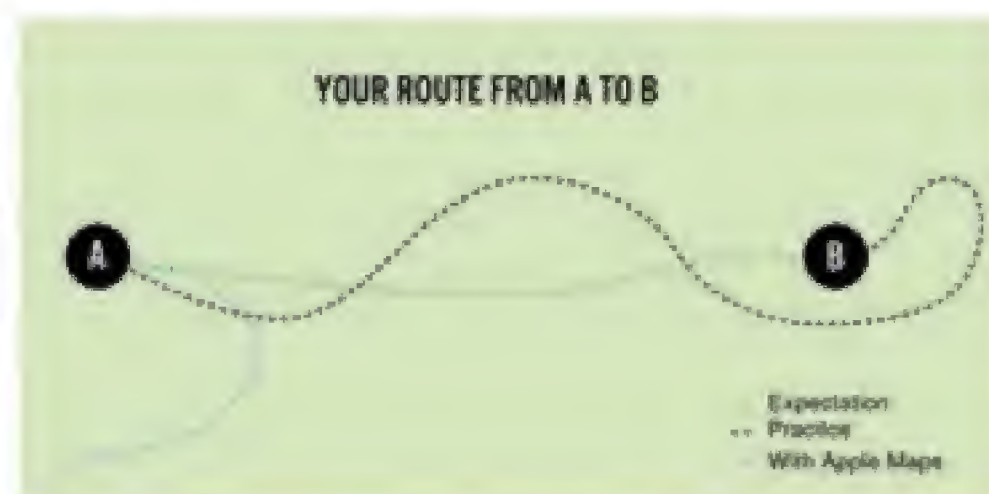 YOUR ROUTE FROM A TO B
A
B
Expectation
Practice
With Apple Maps